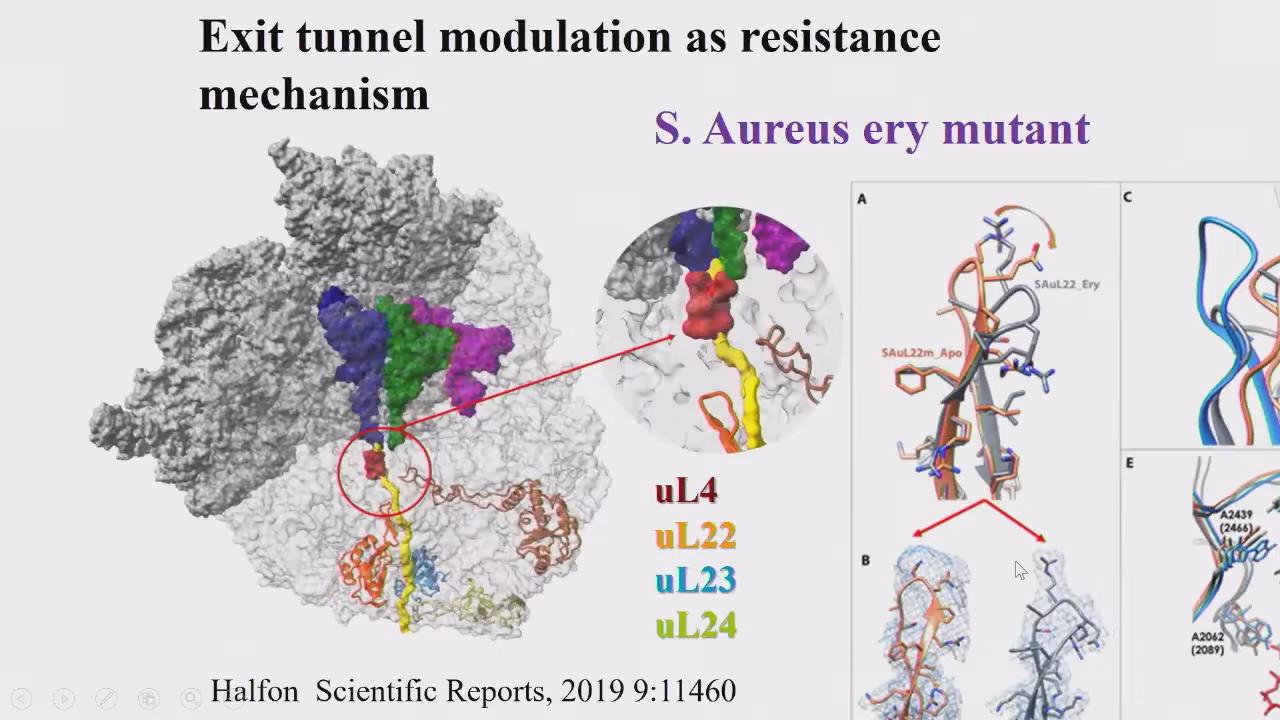 Exit tunnel modulation as resistance
mechanism
S. Aureus ery mutant
A
C
SAuL22_Ery
SAuL22m_Apo
uL4
uL22
uL23
uL24
B
E
A2439
(2466)
A2062
(2089)
Halfon Scientific Reports, 2019 9:11460